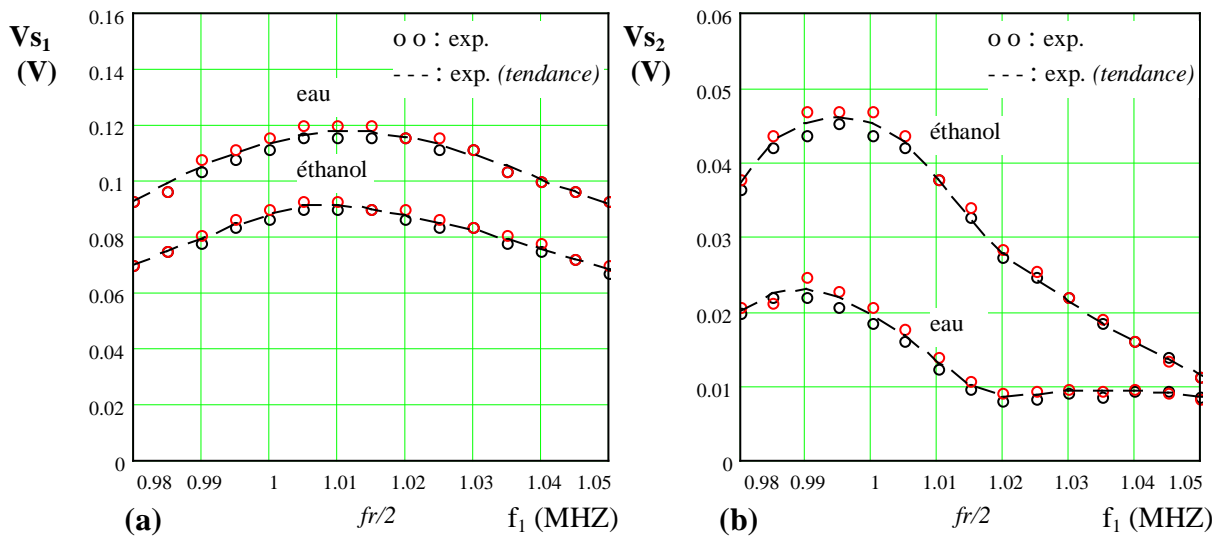 Vs1
(V)
0.16
0.14
0.12
0.1
0.08
0.06
0.04
0.02
0
o o : exp.
--- : exp. (tendance)
eau
éthanol
0.98 0.99 1 1.01 1.02 1.03 1.04 1.05
(a) fr/2 f1 (MHZ)
Vs2
(V)
0.06
0.05
0.04
0.03
0.02
0.01
0
o o : exp.
--- : exp. (tendance)
éthanol
eau
0.98 0.99 1 1.01 1.02 1.03 1.04 1.05
(b) fr/2 f1 (MHZ)